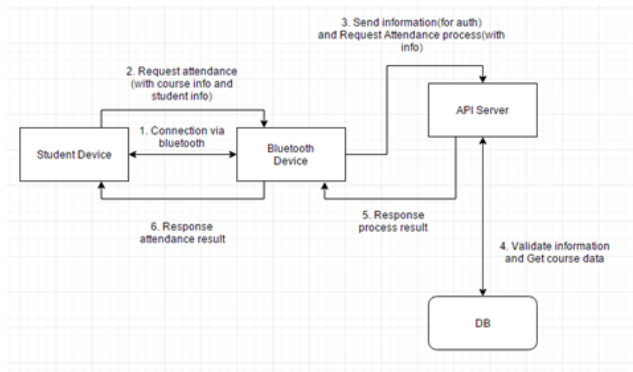 3. Send information(for auth)
and Request Attendance process(with
info)
2. Request attendance
(with course info and
student info)
API Server
1. Connection via
bluetooth
Student Device
Bluetooth
Device
6. Response
attendance result
5. Response
process result
4. Validate information
and Get course data
DB